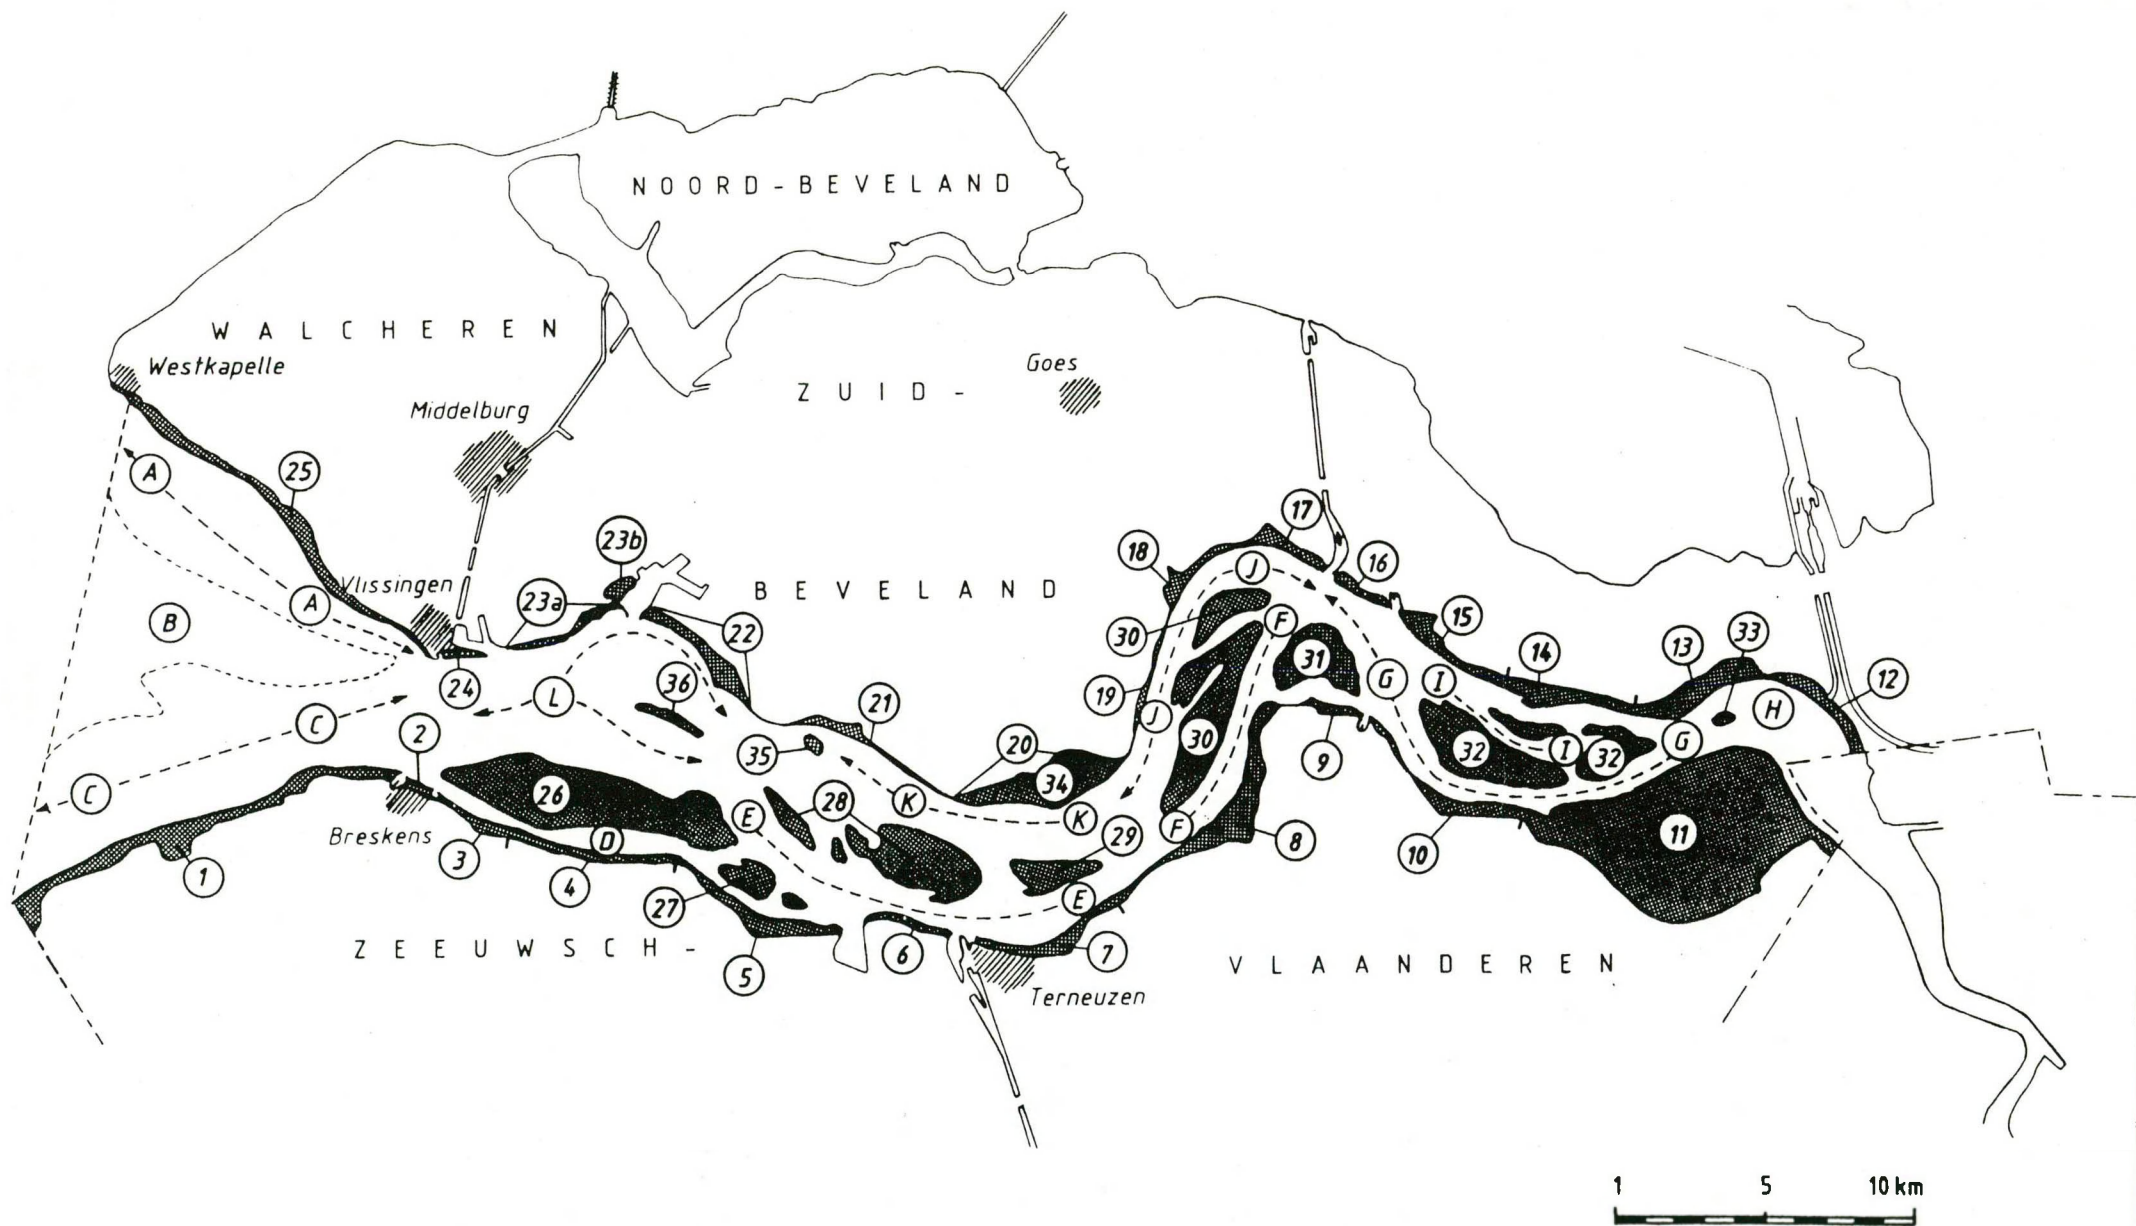 NOORD-BEVELAND
WALCHEREN
Westkapelle
Goes
ZUID-
Middelburg
A
25
17
23b
18
16
J
Vlissingen
BEVELAND
23a
A
B
22
30
F
15
33
31
14
13
24
36
L
19
G
I
12
C
21
J
H
2
35
20
30
9
32
I
32
G
C
26
34
28
K
E
K
F
29
11
Breskens
3
D
8
10
1
4
27
E
ZEEUWSCH-
5
6
7
VLAANDEREN
Terneuzen
1 5 10 km